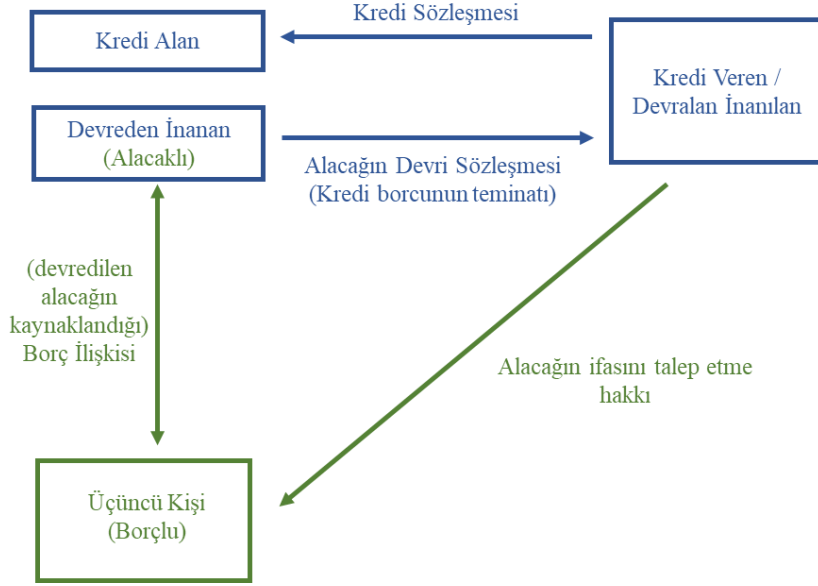 Kredi Sözleşmesi
Kredi Alan
Kredi Veren /
Devralan İnanılan
Devreden İnanan
(Alacaklı)
Alacağın Devri Sözleşmesi
(Kredi borcunun teminatı)
(devredilen
alacağın
kaynaklandığı)
Borç İlişkisi
Alacağın ifasını talep etme
hakkı
Üçüncü Kişi
(Borçlu)